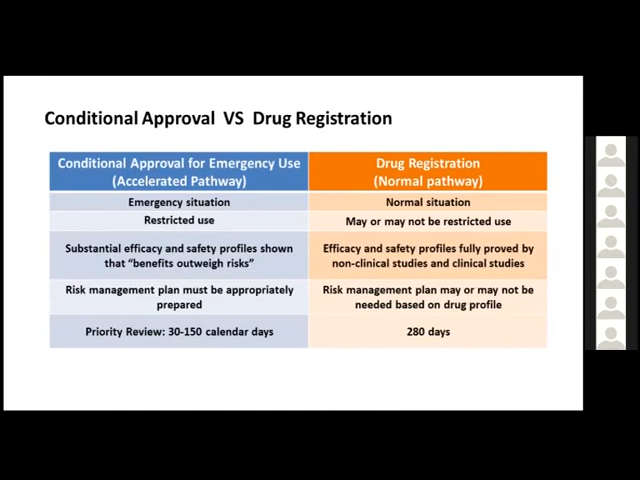 Conditional Approval VS Drug Registration
Conditional Approval for Emergency Use
(Accelerated Pathway)
Drug Registration
(Normal pathway)
Emergency situation
Normal situation
Restricted use
May or may not be restricted use
Substantial efficacy and safety profiles shown
that “benefits outweigh risks”
Efficacy and safety profiles fully proved by
non-clinical studies and clinical studies
Risk management plan must be appropriately
prepared
Risk management plan may or may not be
needed based on drug profile
Priority Review: 30-150 calendar days
280 days